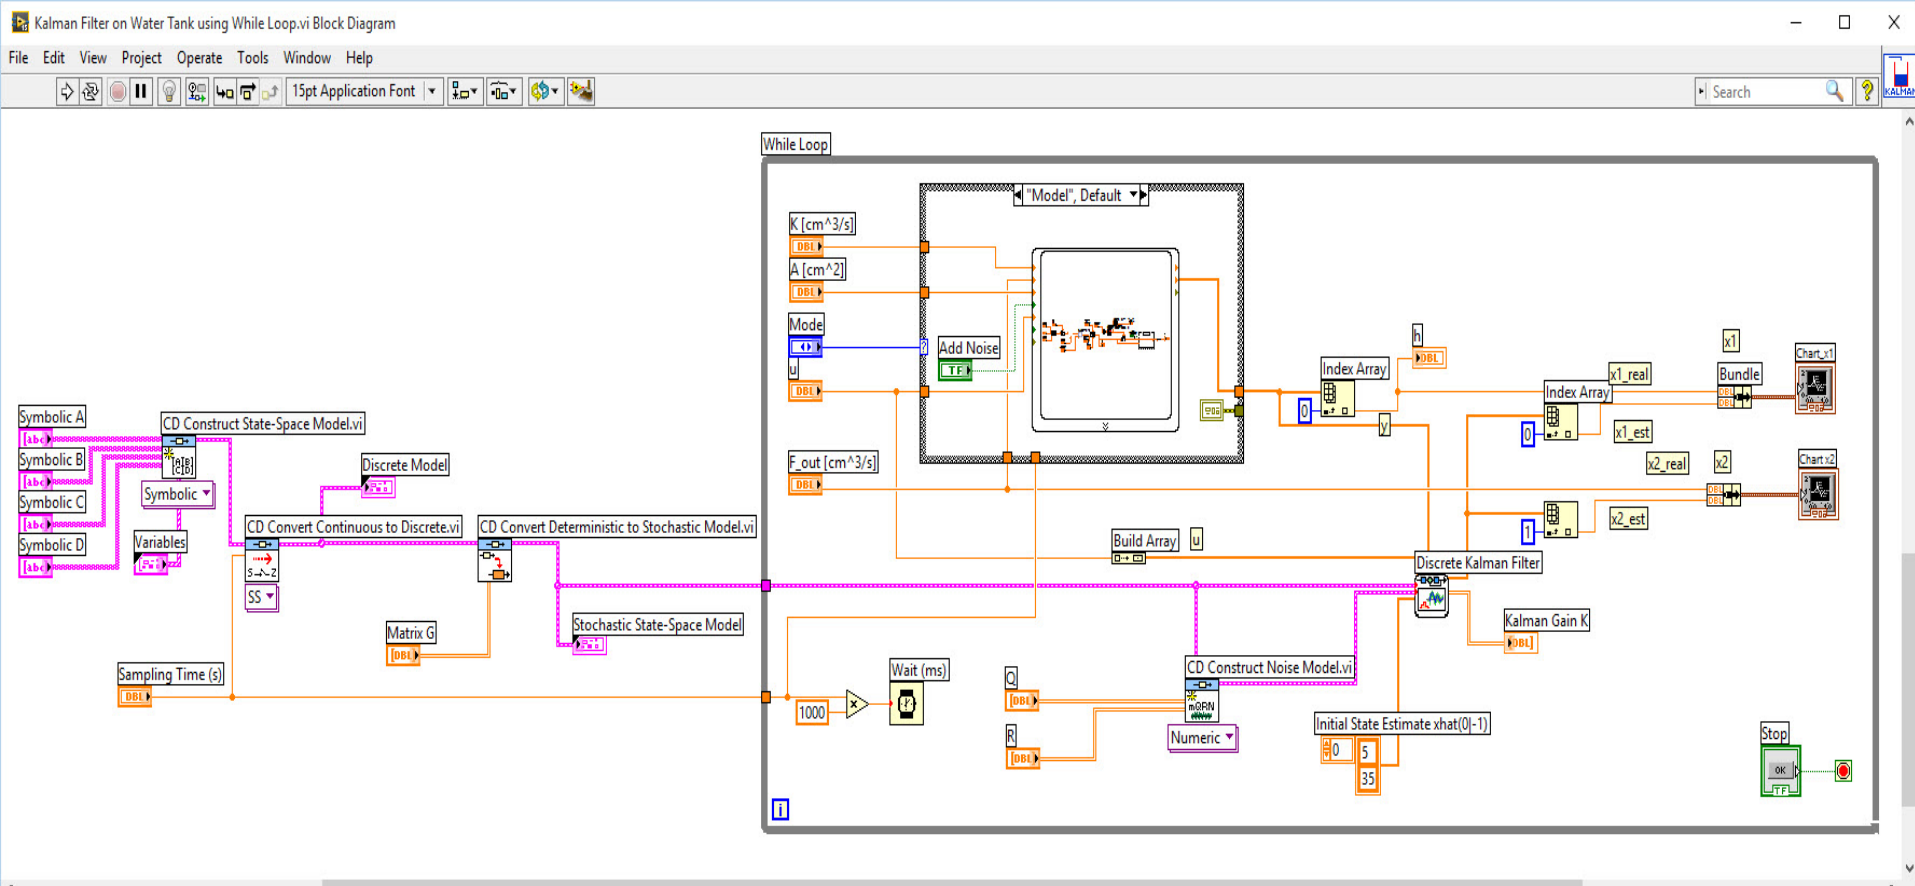 Kalman Filter on Water Tank using While Loop.vi Block Diagram
File Edit View Project Operate Tools Window Help
15pt Application Font
Search
KALMAN
While Loop
"Model", Default
K [cm^3/s]
DBL
A [cm^2]
DBL
Mode
u
DBL
Add Noise
TF
F_out [cm^3/s]
DBL
h
DBL
Index Array
0
y
x1_real
Index Array
0
x1_est
x1
Bundle
DBL
DBL
Chart_x1
x2_real
x2
DBL
DBL
Chart x2
1
x2_est
Symbolic A
[abc]
Symbolic B
[abc]
Symbolic C
[abc]
Symbolic D
[abc]
CD Construct State-Space Model.vi
Symbolic
Variables
Discrete Model
CD Convert Continuous to Discrete.vi
SS
CD Convert Deterministic to Stochastic Model.vi
Matrix G
[DBL]
Stochastic State-Space Model
Sampling Time (s)
DBL
Build Array
u
Discrete Kalman Filter
Kalman Gain K
DBL]
1000
x
Wait (ms)
Q
[DBL]
R
[DBL]
CD Construct Noise Model.vi
Numeric
Initial State Estimate xhat(0|-1)
0
5
35
Stop
OK
TF
i